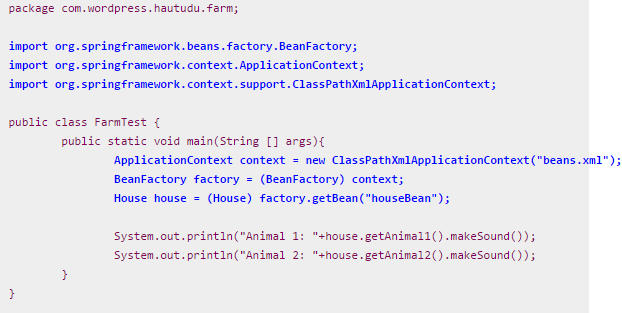 package com.wordpress.hautudu.farm;
import org.springframework.beans.factory.BeanFactory;
import org.springframework.context.ApplicationContext;
import org.springframework.context.support.ClassPathXmlApplicationContext;
public class FarmTest {
public static void main(String [] args){
ApplicationContext context = new ClassPathXmlApplicationContext("beans.xml");
BeanFactory factory = (BeanFactory) context;
House house = (House) factory.getBean("houseBean");
System.out.println("Animal 1: "+house.getAnimal1().makeSound());
System.out.println("Animal 2: "+house.getAnimal2().makeSound());
}
}